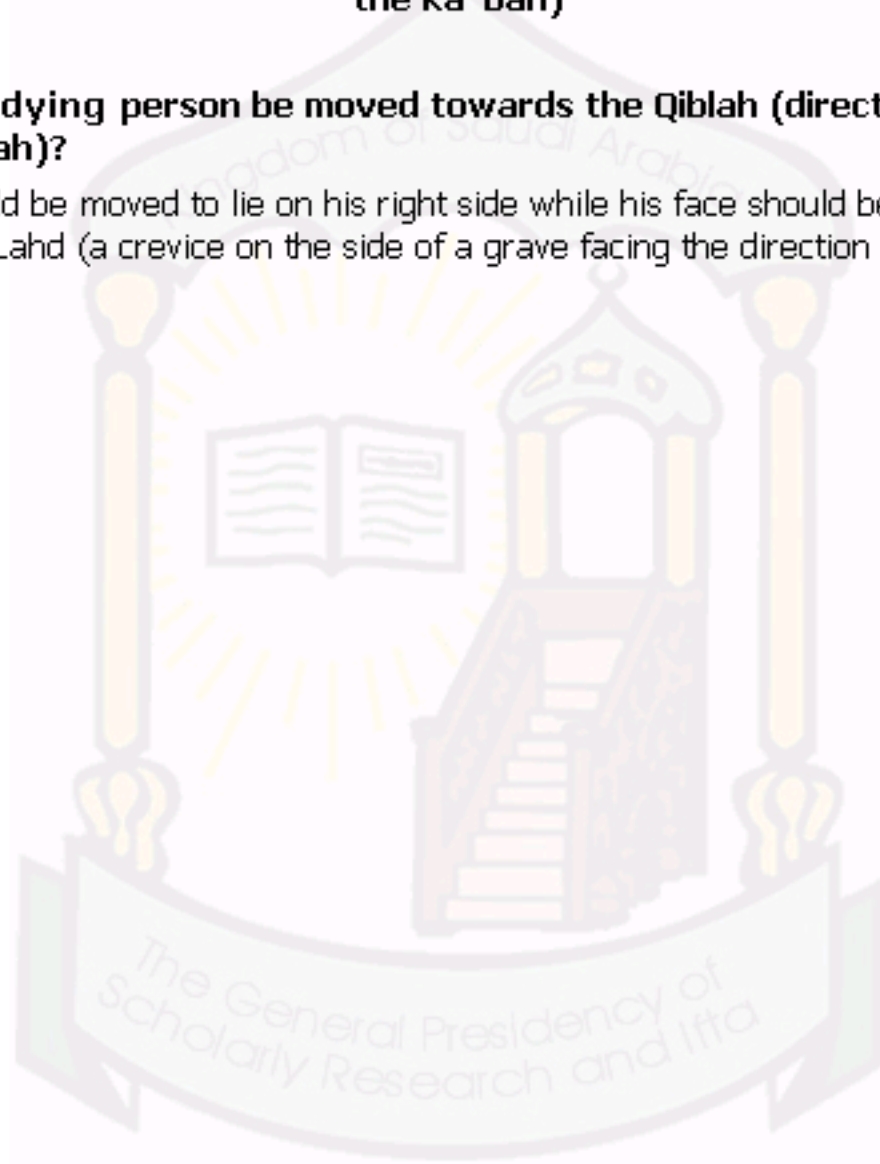 the Ka`bah)
dying person be moved towards the Qiblah (direct
ah)?
d be moved to lie on his right side while his face should be
Lahd (a crevice on the side of a grave facing the direction
Kingdom of Saudi Arabia
The General Presidency of
Scholarly Research and Ifta